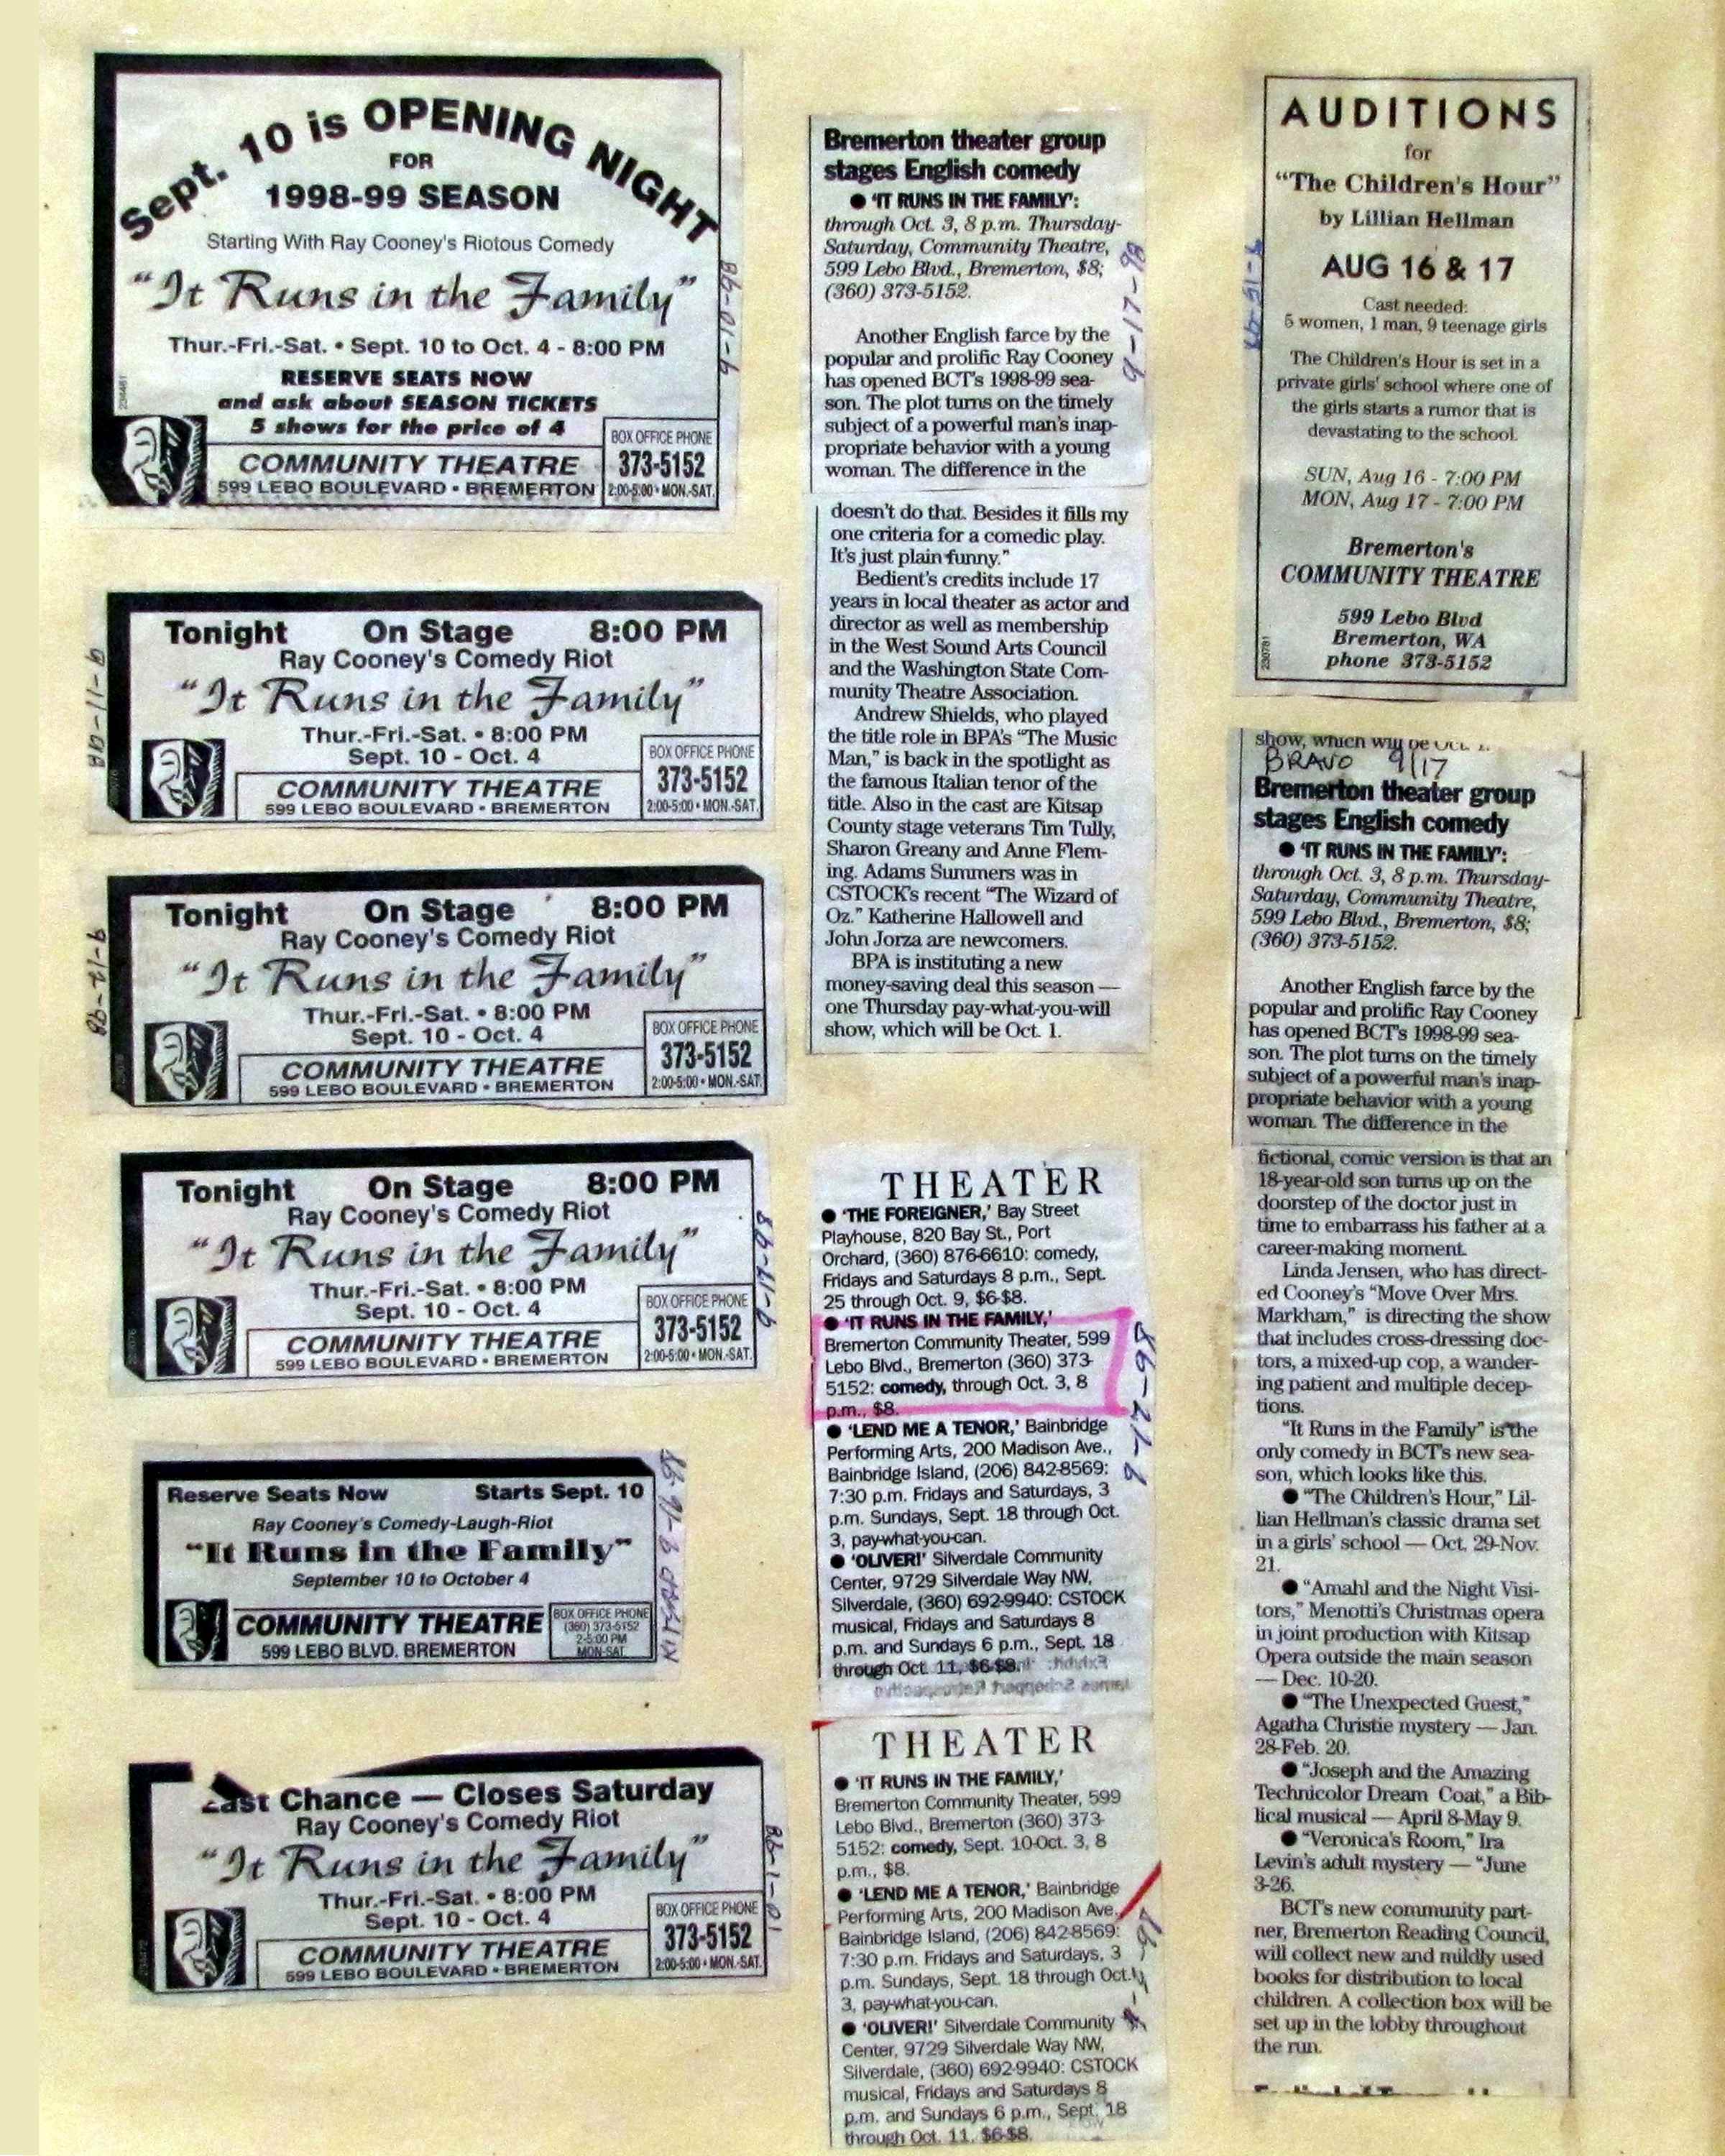 Sept. 10 is OPENING NIGHT
FOR
1998-99 SEASON
Starting With Ray Cooney's Riotous Comedy
"It Runs in the Family"
Thur.-Fri.-Sat. • Sept. 10 to Oct. 4 - 8:00 PM
RESERVE SEATS NOW
and ask about SEASON TICKETS
5 shows for the price of 4
COMMUNITY THEATRE
599 LEBO BOULEVARD • BREMERTON
BOX OFFICE PHONE
373-5152
2:00-5:00 • MON.-SAT.
234461
9-10-98
Tonight On Stage 8:00 PM
Ray Cooney's Comedy Riot
"It Runs in the Family"
Thur.-Fri.-Sat. • 8:00 PM
Sept. 10 - Oct. 4
COMMUNITY THEATRE
599 LEBO BOULEVARD • BREMERTON
BOX OFFICE PHONE
373-5152
2:00-5:00 • MON.-SAT.
9-11-98
Tonight On Stage 8:00 PM
Ray Cooney's Comedy Riot
"It Runs in the Family"
Thur.-Fri.-Sat. • 8:00 PM
Sept. 10 - Oct. 4
COMMUNITY THEATRE
599 LEBO BOULEVARD • BREMERTON
BOX OFFICE PHONE
373-5152
2:00-5:00 • MON.-SAT.
9-12-98
Tonight On Stage 8:00 PM
Ray Cooney's Comedy Riot
"It Runs in the Family"
Thur.-Fri.-Sat. • 8:00 PM
Sept. 10 - Oct. 4
COMMUNITY THEATRE
599 LEBO BOULEVARD • BREMERTON
BOX OFFICE PHONE
373-5152
2:00-5:00 • MON.-SAT.
9-17-98
Reserve Seats Now Starts Sept. 10
Ray Cooney's Comedy-Laugh-Riot
"It Runs in the Family"
September 10 to October 4
COMMUNITY THEATRE
599 LEBO BLVD. BREMERTON
BOX OFFICE PHONE
(360) 373-5152
2-5:00 PM
MON-SAT
9-16-98
Last Chance — Closes Saturday
Ray Cooney's Comedy Riot
"It Runs in the Family"
Thur.-Fri.-Sat. • 8:00 PM
Sept. 10 - Oct. 4
COMMUNITY THEATRE
599 LEBO BOULEVARD • BREMERTON
BOX OFFICE PHONE
373-5152
2:00-5:00 • MON.-SAT.
10-1-98
Bremerton theater group
stages English comedy
● 'IT RUNS IN THE FAMILY':
through Oct. 3, 8 p.m. Thursday-
Saturday, Community Theatre,
599 Lebo Blvd., Bremerton, $8;
(360) 373-5152.
Another English farce by the
popular and prolific Ray Cooney
has opened BCT's 1998-99 sea-
son. The plot turns on the timely
subject of a powerful man's inap-
propriate behavior with a young
woman. The difference in the
9-17-98
doesn't do that. Besides it fills my
one criteria for a comedic play.
It's just plain funny."
Bedient's credits include 17
years in local theater as actor and
director as well as membership
in the West Sound Arts Council
and the Washington State Com-
munity Theatre Association.
Andrew Shields, who played
the title role in BPA's "The Music
Man," is back in the spotlight as
the famous Italian tenor of the
title. Also in the cast are Kitsap
County stage veterans Tim Tully,
Sharon Greany and Anne Flem-
ing. Adams Summers was in
CSTOCK's recent "The Wizard of
Oz." Katherine Hallowell and
John Jorza are newcomers.
BPA is instituting a new
money-saving deal this season —
one Thursday pay-what-you-will
show, which will be Oct. 1.
THEATER
● 'THE FOREIGNER,' Bay Street
Playhouse, 820 Bay St., Port
Orchard, (360) 876-6610: comedy,
Fridays and Saturdays 8 p.m., Sept.
25 through Oct. 9, $6-$8.
● 'IT RUNS IN THE FAMILY,'
Bremerton Community Theater, 599
Lebo Blvd., Bremerton (360) 373-
5152: comedy, through Oct. 3, 8
p.m., $8.
● 'LEND ME A TENOR,' Bainbridge
Performing Arts, 200 Madison Ave.,
Bainbridge Island, (206) 842-8569:
7:30 p.m. Fridays and Saturdays, 3
p.m. Sundays, Sept. 18 through Oct.
3, pay-what-you-can.
● 'OLIVER!' Silverdale Community
Center, 9729 Silverdale Way NW,
Silverdale, (360) 692-9940: CSTOCK
musical, Fridays and Saturdays 8
p.m. and Sundays 6 p.m., Sept. 18
through Oct. 11, $6-$8.
THEATER
● 'IT RUNS IN THE FAMILY,'
Bremerton Community Theater, 599
Lebo Blvd., Bremerton (360) 373-
5152: comedy, Sept. 10-Oct. 3, 8
p.m., $8.
● 'LEND ME A TENOR,' Bainbridge
Performing Arts, 200 Madison Ave.,
Bainbridge Island, (206) 842-8569:
7:30 p.m. Fridays and Saturdays, 3
p.m. Sundays, Sept. 18 through Oct.
3, pay-what-you-can.
● 'OLIVER!' Silverdale Community
Center, 9729 Silverdale Way NW,
Silverdale, (360) 692-9940: CSTOCK
musical, Fridays and Saturdays 8
p.m. and Sundays 6 p.m., Sept. 18
through Oct. 11, $6-$8.
AUDITIONS
for
"The Children's Hour"
by Lillian Hellman
AUG 16 & 17
Cast needed:
5 women, 1 man, 9 teenage girls
The Children's Hour is set in a
private girls' school where one of
the girls starts a rumor that is
devastating to the school.
SUN, Aug 16 - 7:00 PM
MON, Aug 17 - 7:00 PM
Bremerton's
COMMUNITY THEATRE
599 Lebo Blvd
Bremerton, WA
phone 373-5152
230781
show, which will be Oct. 1.
BRAVO 9/17
Bremerton theater group
stages English comedy
● 'IT RUNS IN THE FAMILY':
through Oct. 3, 8 p.m. Thursday-
Saturday, Community Theatre,
599 Lebo Blvd., Bremerton, $8;
(360) 373-5152.
Another English farce by the
popular and prolific Ray Cooney
has opened BCT's 1998-99 sea-
son. The plot turns on the timely
subject of a powerful man's inap-
propriate behavior with a young
woman. The difference in the
fictional, comic version is that an
18-year-old son turns up on the
doorstep of the doctor just in
time to embarrass his father at a
career-making moment.
Linda Jensen, who has direct-
ed Cooney's "Move Over Mrs.
Markham," is directing the show
that includes cross-dressing doc-
tors, a mixed-up cop, a wander-
ing patient and multiple decep-
tions.
"It Runs in the Family" is the
only comedy in BCT's new sea-
son, which looks like this.
● "The Children's Hour," Lil-
lian Hellman's classic drama set
in a girls' school — Oct. 29-Nov.
21.
● "Amahl and the Night Visi-
tors," Menotti's Christmas opera
in joint production with Kitsap
Opera outside the main season
— Dec. 10-20.
● "The Unexpected Guest,"
Agatha Christie mystery — Jan.
28-Feb. 20.
● "Joseph and the Amazing
Technicolor Dream Coat," a Bib-
lical musical — April 8-May 9.
● "Veronica's Room," Ira
Levin's adult mystery — "June
3-26.
BCT's new community part-
ner, Bremerton Reading Council,
will collect new and mildly used
books for distribution to local
children. A collection box will be
set up in the lobby throughout
the run.